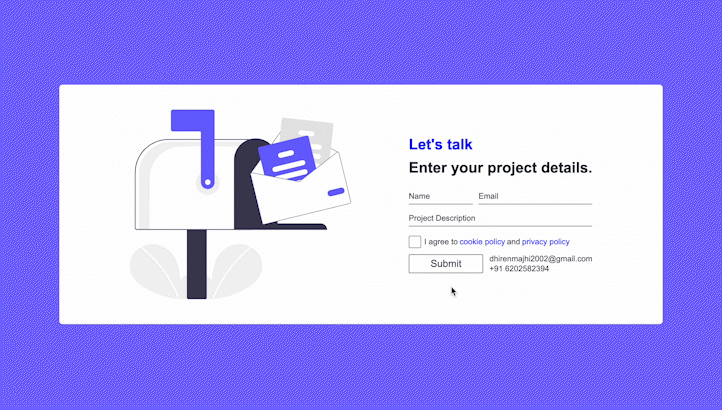 Let's talk
Enter your project details.
Name Email
Project Description
I agree to cookie policy and privacy policy
Submit
dhirenmajhi2002@gmail.com
+91 6202582394